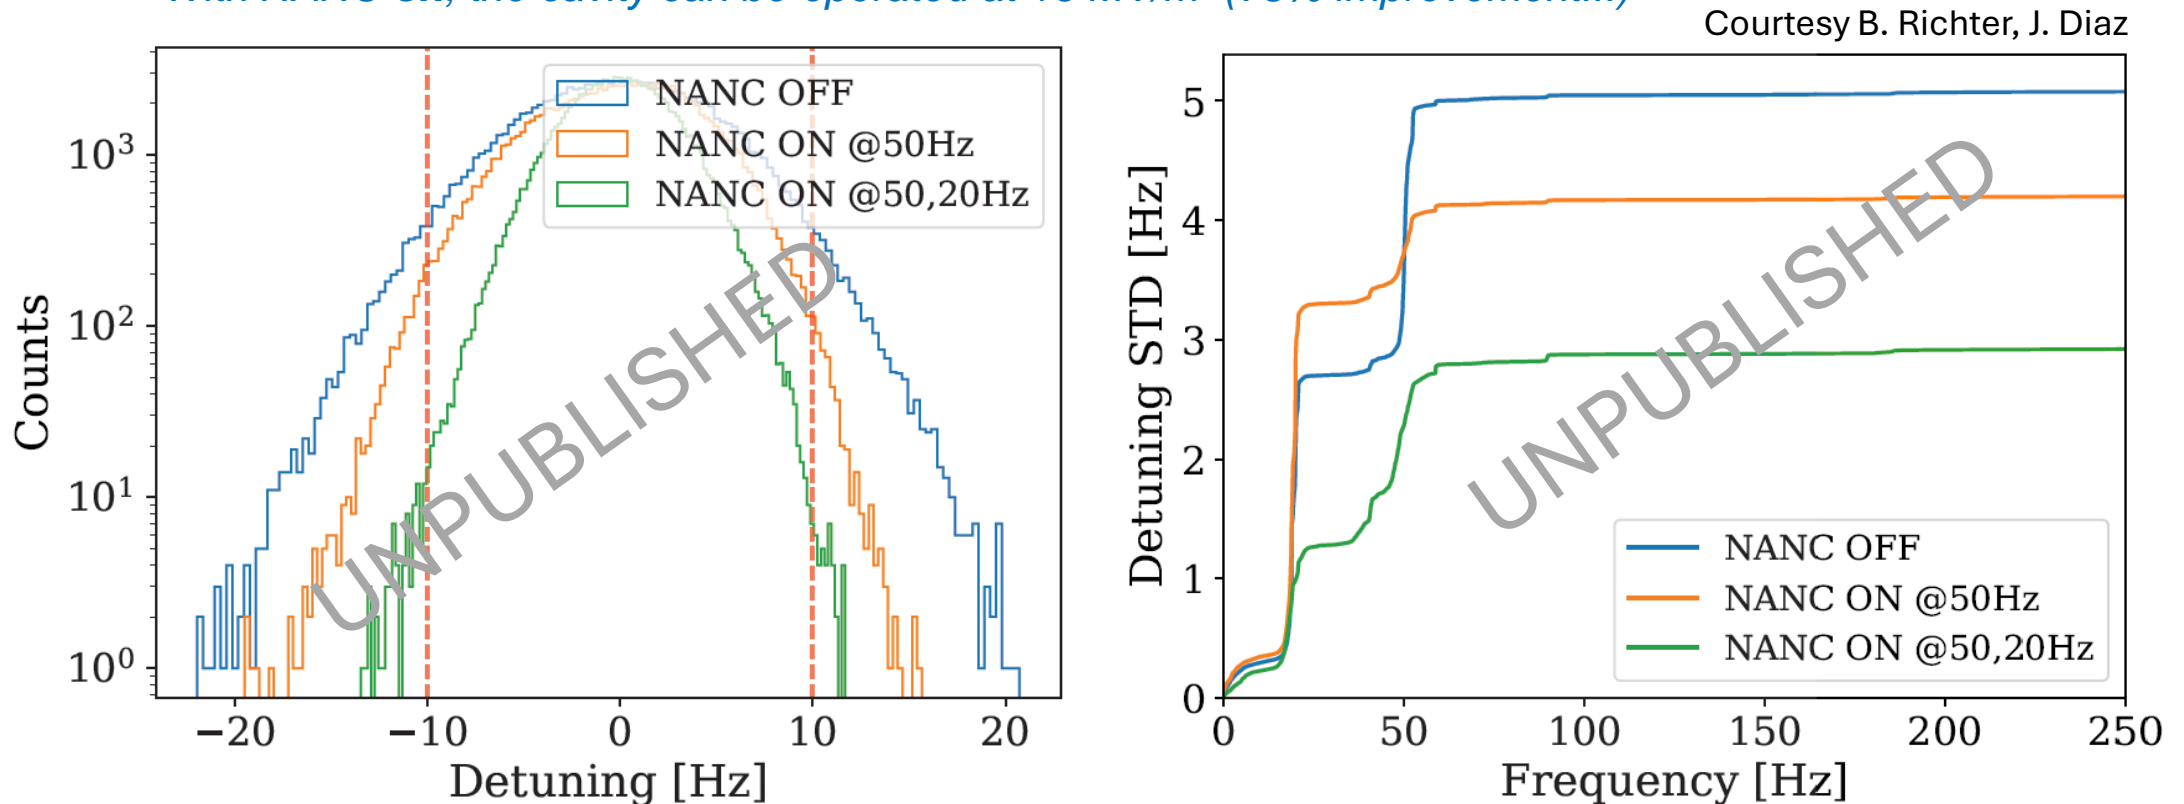 Courtesy B. Richter, J. Diaz
NANC OFF
NANC ON @50Hz
NANC ON @50,20Hz
10³
10²
10¹
10⁰
Counts
−20 −10 0 10 20
Detuning [Hz]
UNPUBLISHED
5
4
3
2
1
0
Detuning STD [Hz]
NANC OFF
NANC ON @50Hz
NANC ON @50,20Hz
0 50 100 150 200 250
Frequency [Hz]
UNPUBLISHED